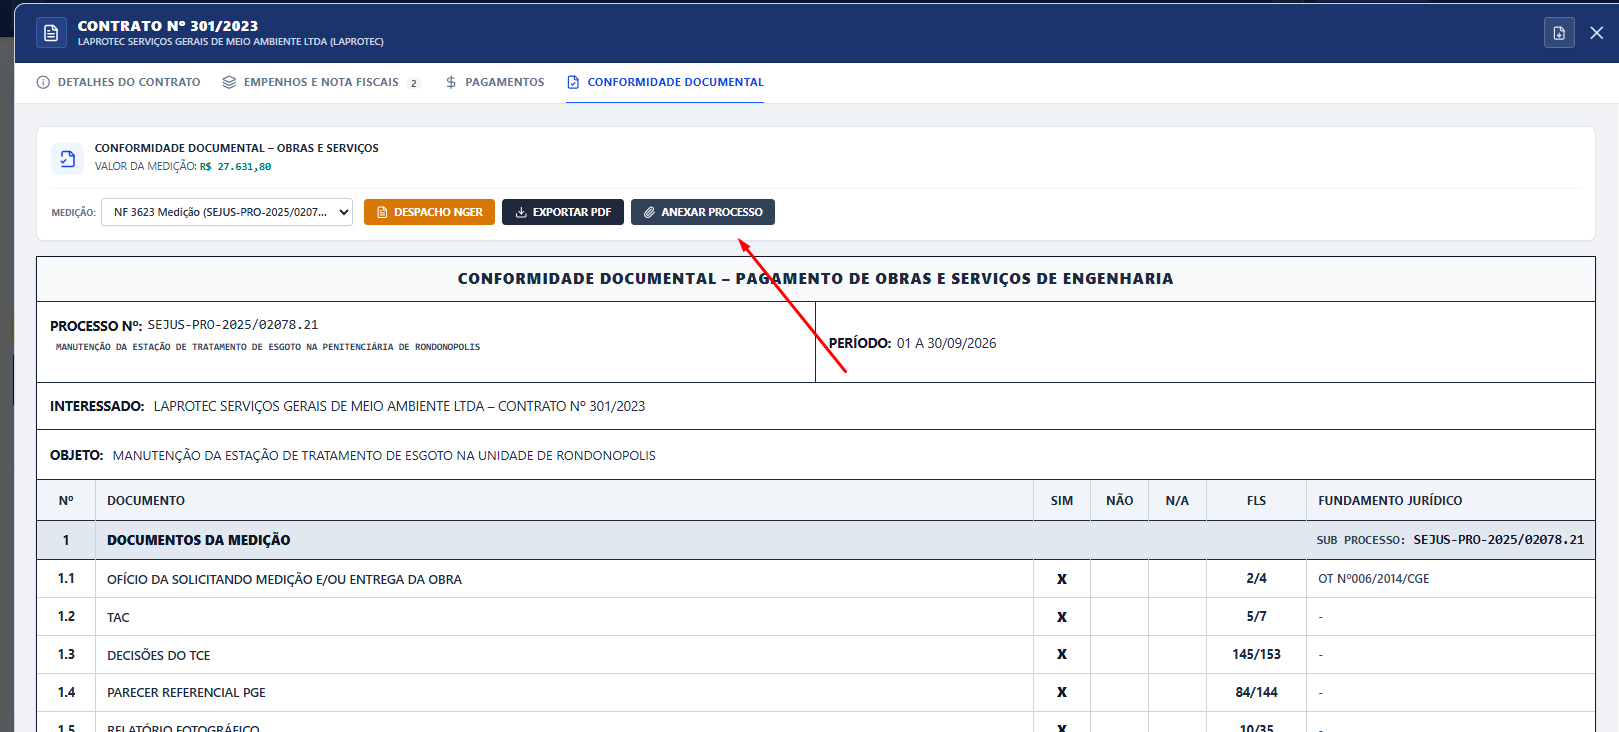 CONTRATO Nº 301/2023
LAPROTEC SERVIÇOS GERAIS DE MEIO AMBIENTE LTDA (LAPROTEC)
DETALHES DO CONTRATO
EMPENHOS E NOTA FISCAIS 2
PAGAMENTOS
CONFORMIDADE DOCUMENTAL
CONFORMIDADE DOCUMENTAL – OBRAS E SERVIÇOS
VALOR DA MEDIÇÃO: R$ 27.631,80
MEDIÇÃO: NF 3623 Medição (SEJUS-PRO-2025/0207...
DESPACHO NGER
EXPORTAR PDF
ANEXAR PROCESSO
CONFORMIDADE DOCUMENTAL – PAGAMENTO DE OBRAS E SERVIÇOS DE ENGENHARIA
PROCESSO Nº: SEJUS-PRO-2025/02078.21
MANUTENÇÃO DA ESTAÇÃO DE TRATAMENTO DE ESGOTO NA PENITENCIÁRIA DE RONDONOPOLIS
PERÍODO: 01 A 30/09/2026
INTERESSADO: LAPROTEC SERVIÇOS GERAIS DE MEIO AMBIENTE LTDA – CONTRATO Nº 301/2023
OBJETO: MANUTENÇÃO DA ESTAÇÃO DE TRATAMENTO DE ESGOTO NA UNIDADE DE RONDONOPOLIS
Nº DOCUMENTO SIM NÃO N/A FLS FUNDAMENTO JURÍDICO
1 DOCUMENTOS DA MEDIÇÃO SUB PROCESSO: SEJUS-PRO-2025/02078.21
1.1 OFÍCIO DA SOLICITANDO MEDIÇÃO E/OU ENTREGA DA OBRA X 2/4 OT Nº006/2014/CGE
1.2 TAC X 5/7 -
1.3 DECISÕES DO TCE X 145/153 -
1.4 PARECER REFERENCIAL PGE X 84/144 -
1.5 RELATÓRIO FOTOGRÁFICO X 10/35 -